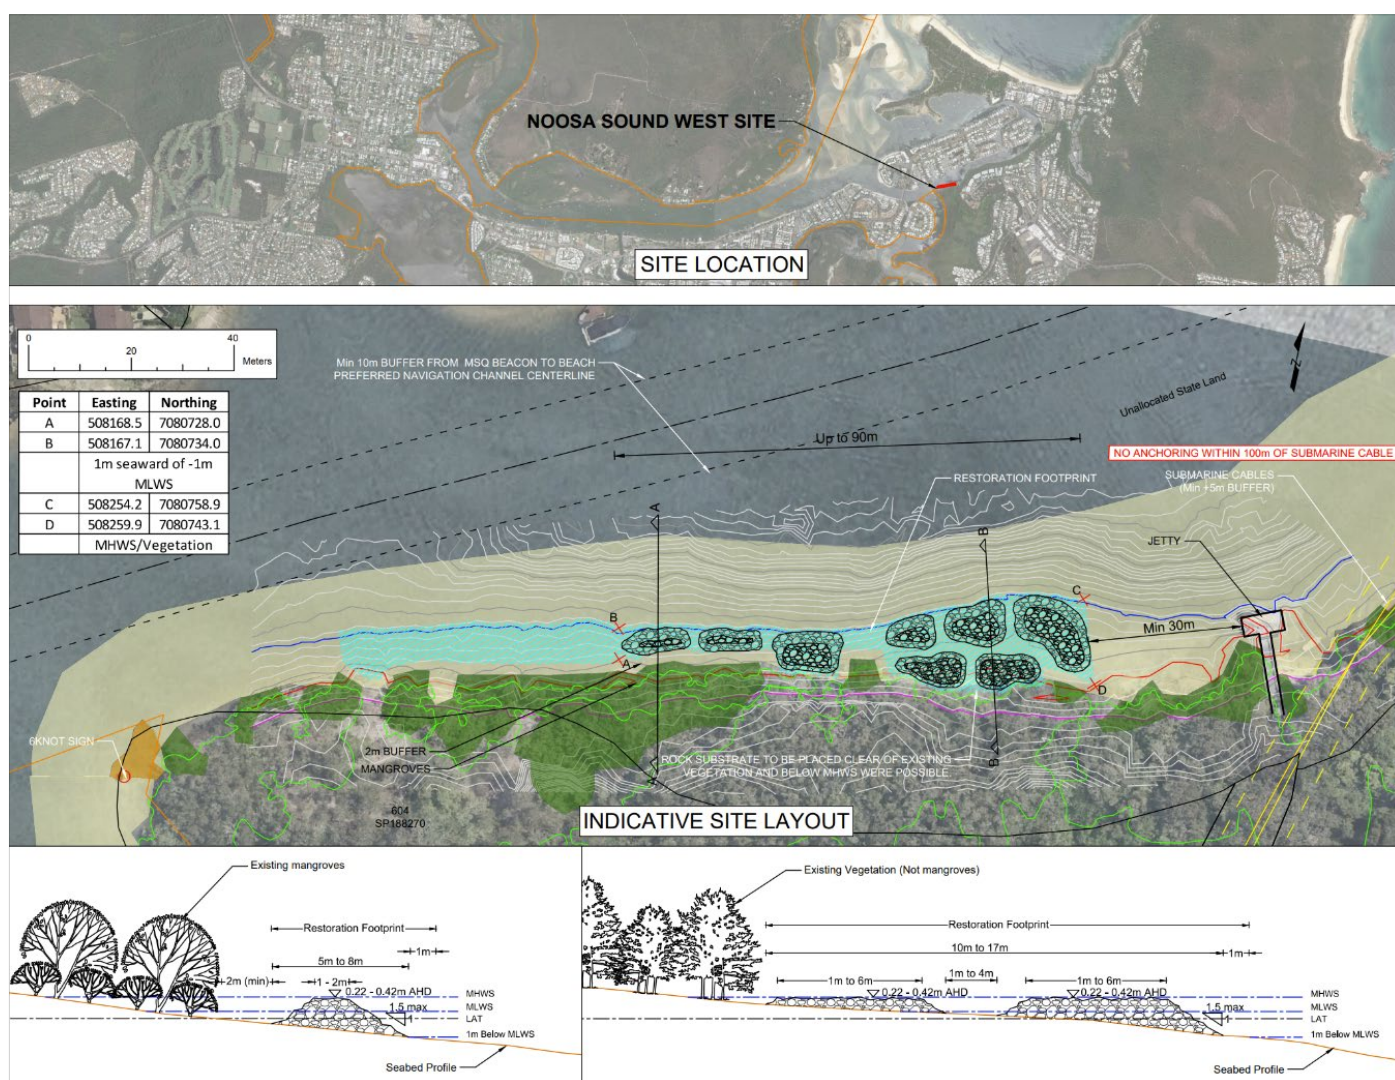 NOOSA SOUND WEST SITE
SITE LOCATION
0 40
20 Meters
Min 10m BUFFER FROM MSQ BEACON TO BEACH
PREFERRED NAVIGATION CHANNEL CENTERLINE
Z
Unallocated State Land
Point Easting Northing
A 508168.5 7080728.0
B 508167.1 7080734.0
1m seaward of -1m
MLWS
C 508254.2 7080758.9
D 508259.9 7080743.1
MHWS/Vegetation
Up to 90m
NO ANCHORING WITHIN 100m OF SUBMARINE CABLE
RESTORATION FOOTPRINT
SUBMARINE CABLES
(Min +5m BUFFER)
A
B
JETTY
C
B
Min 30m
A
D
6KNOT SIGN
2m BUFFER
MANGROVES
ROCK SUBSTRATE TO BE PLACED CLEAR OF EXISTING
VEGETATION AND BELOW MHWS WERE POSSIBLE
A
B
604
SP188270
INDICATIVE SITE LAYOUT
Existing mangroves
Restoration Footprint
1m
5m to 8m
2m (min)
1 - 2m
0.22 - 0.42m AHD
MHWS
1.5 max
MLWS
1
LAT
1m Below MLWS
Seabed Profile
Existing Vegetation (Not mangroves)
Restoration Footprint
10m to 17m
1m
1m to 6m
1m to 4m
1m to 6m
0.22 - 0.42m AHD
0.22 - 0.42m AHD
MHWS
1.5 max
MLWS
1
LAT
1m Below MLWS
Seabed Profile